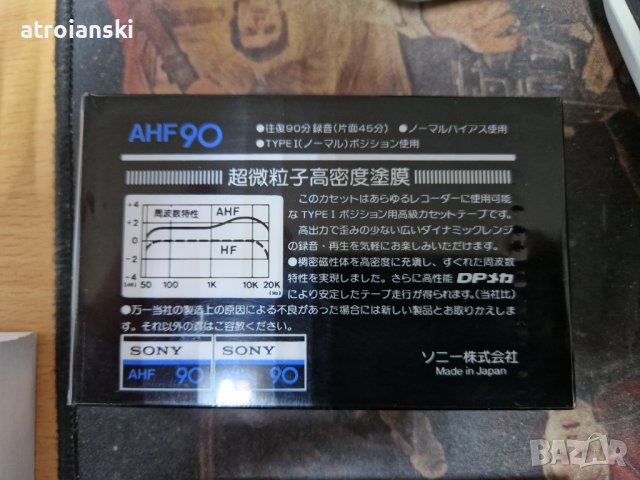 atroianski
AHF90
●往復90分録音(片面45分) ●ノーマルバイアス使用
●TYPE I(ノーマル)ポジション使用
超微粒子高密度塗膜
周波数特性
AHF
HF
+4
+2
0
-2
-4
(dB) 50 100 1K 10K 20K
(Hz)
このカセットはあらゆるレコーダーに使用可能
な TYPE I ポジション用高級カセットテープです。
高出力で歪みの少ない広いダイナミックレンジ
の録音・再生を気軽にお楽しみいただけます。
●稠密磁性体を高密度に充塡し、すぐれた周波数
特性を実現しました。さらに高性能 DPメカ
により安定したテープ走行が得られます。(当社比)
●万一当社の製造上の原因による不良があった場合には新しい製品とお取りかえしま
す。それ以外の責はご容赦ください。
SONY SONY
AHF 90 AHF 90
ソニー株式会社
Made in Japan
BAZAR
bazar.bg